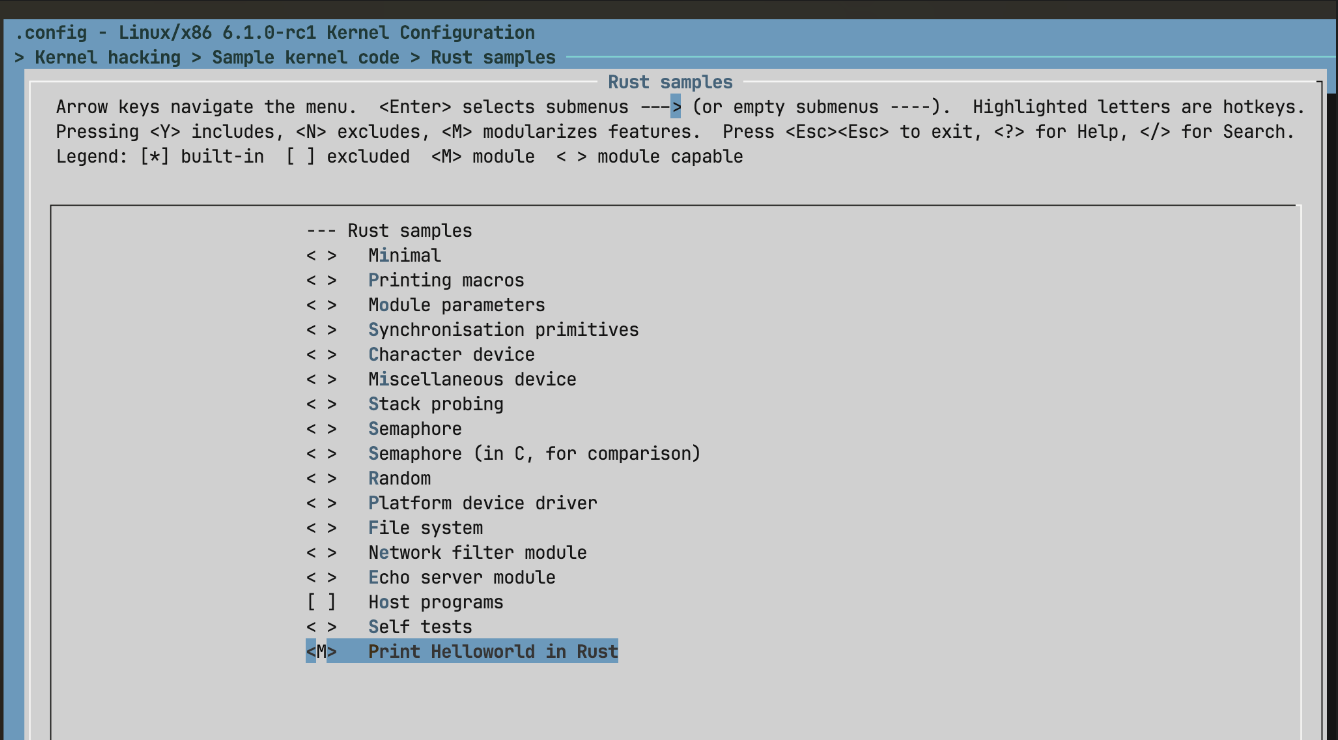 .config - Linux/x86 6.1.0-rc1 Kernel Configuration
> Kernel hacking > Sample kernel code > Rust samples
Rust samples
Arrow keys navigate the menu.  <Enter> selects submenus ---> (or empty submenus ----).  Highlighted letters are hotkeys.
Pressing <Y> includes, <N> excludes, <M> modularizes features.  Press <Esc><Esc> to exit, <?> for Help, </> for Search.
Legend: [*] built-in  [ ] excluded  <M> module  < > module capable
--- Rust samples
< >   Minimal
< >   Printing macros
< >   Module parameters
< >   Synchronisation primitives
< >   Character device
< >   Miscellaneous device
< >   Stack probing
< >   Semaphore
< >   Semaphore (in C, for comparison)
< >   Random
< >   Platform device driver
< >   File system
< >   Network filter module
< >   Echo server module
[ ]   Host programs
< >   Self tests
<M>   Print Helloworld in Rust